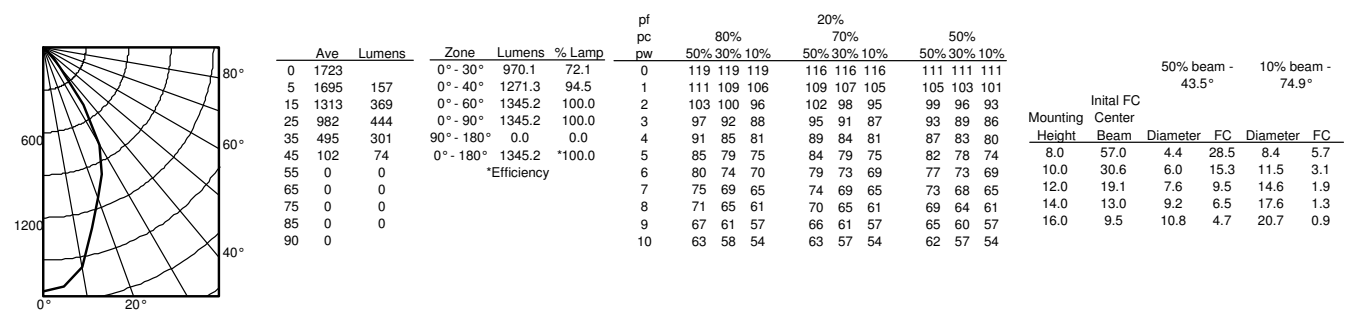 600
1200
0° 20°
40°
60°
80°
Ave Lumens
0 1723
5 1695 157
15 1313 369
25 982 444
35 495 301
45 102 74
55 0 0
65 0 0
75 0 0
85 0 0
90 0
Zone Lumens % Lamp
0° - 30° 970.1 72.1
0° - 40° 1271.3 94.5
0° - 60° 1345.2 100.0
0° - 90° 1345.2 100.0
90° - 180° 0.0 0.0
0° - 180° 1345.2 *100.0
*Efficiency
pf 20%
pc 80% 70% 50%
pw 50% 30% 10% 50% 30% 10% 50% 30% 10%
0 119 119 119 116 116 116 111 111 111
1 111 109 106 109 107 105 105 103 101
2 103 100 96 102 98 95 99 96 93
3 97 92 88 95 91 87 93 89 86
4 91 85 81 89 84 81 87 83 80
5 85 79 75 84 79 75 82 78 74
6 80 74 70 79 73 69 77 73 69
7 75 69 65 74 69 65 73 68 65
8 71 65 61 70 65 61 69 64 61
9 67 61 57 66 61 57 65 60 57
10 63 58 54 63 57 54 62 57 54
50% beam - 10% beam -
43.5° 74.9°
Inital FC
Mounting Center
Height Beam Diameter FC Diameter FC
8.0 57.0 4.4 28.5 8.4 5.7
10.0 30.6 6.0 15.3 11.5 3.1
12.0 19.1 7.6 9.5 14.6 1.9
14.0 13.0 9.2 6.5 17.6 1.3
16.0 9.5 10.8 4.7 20.7 0.9